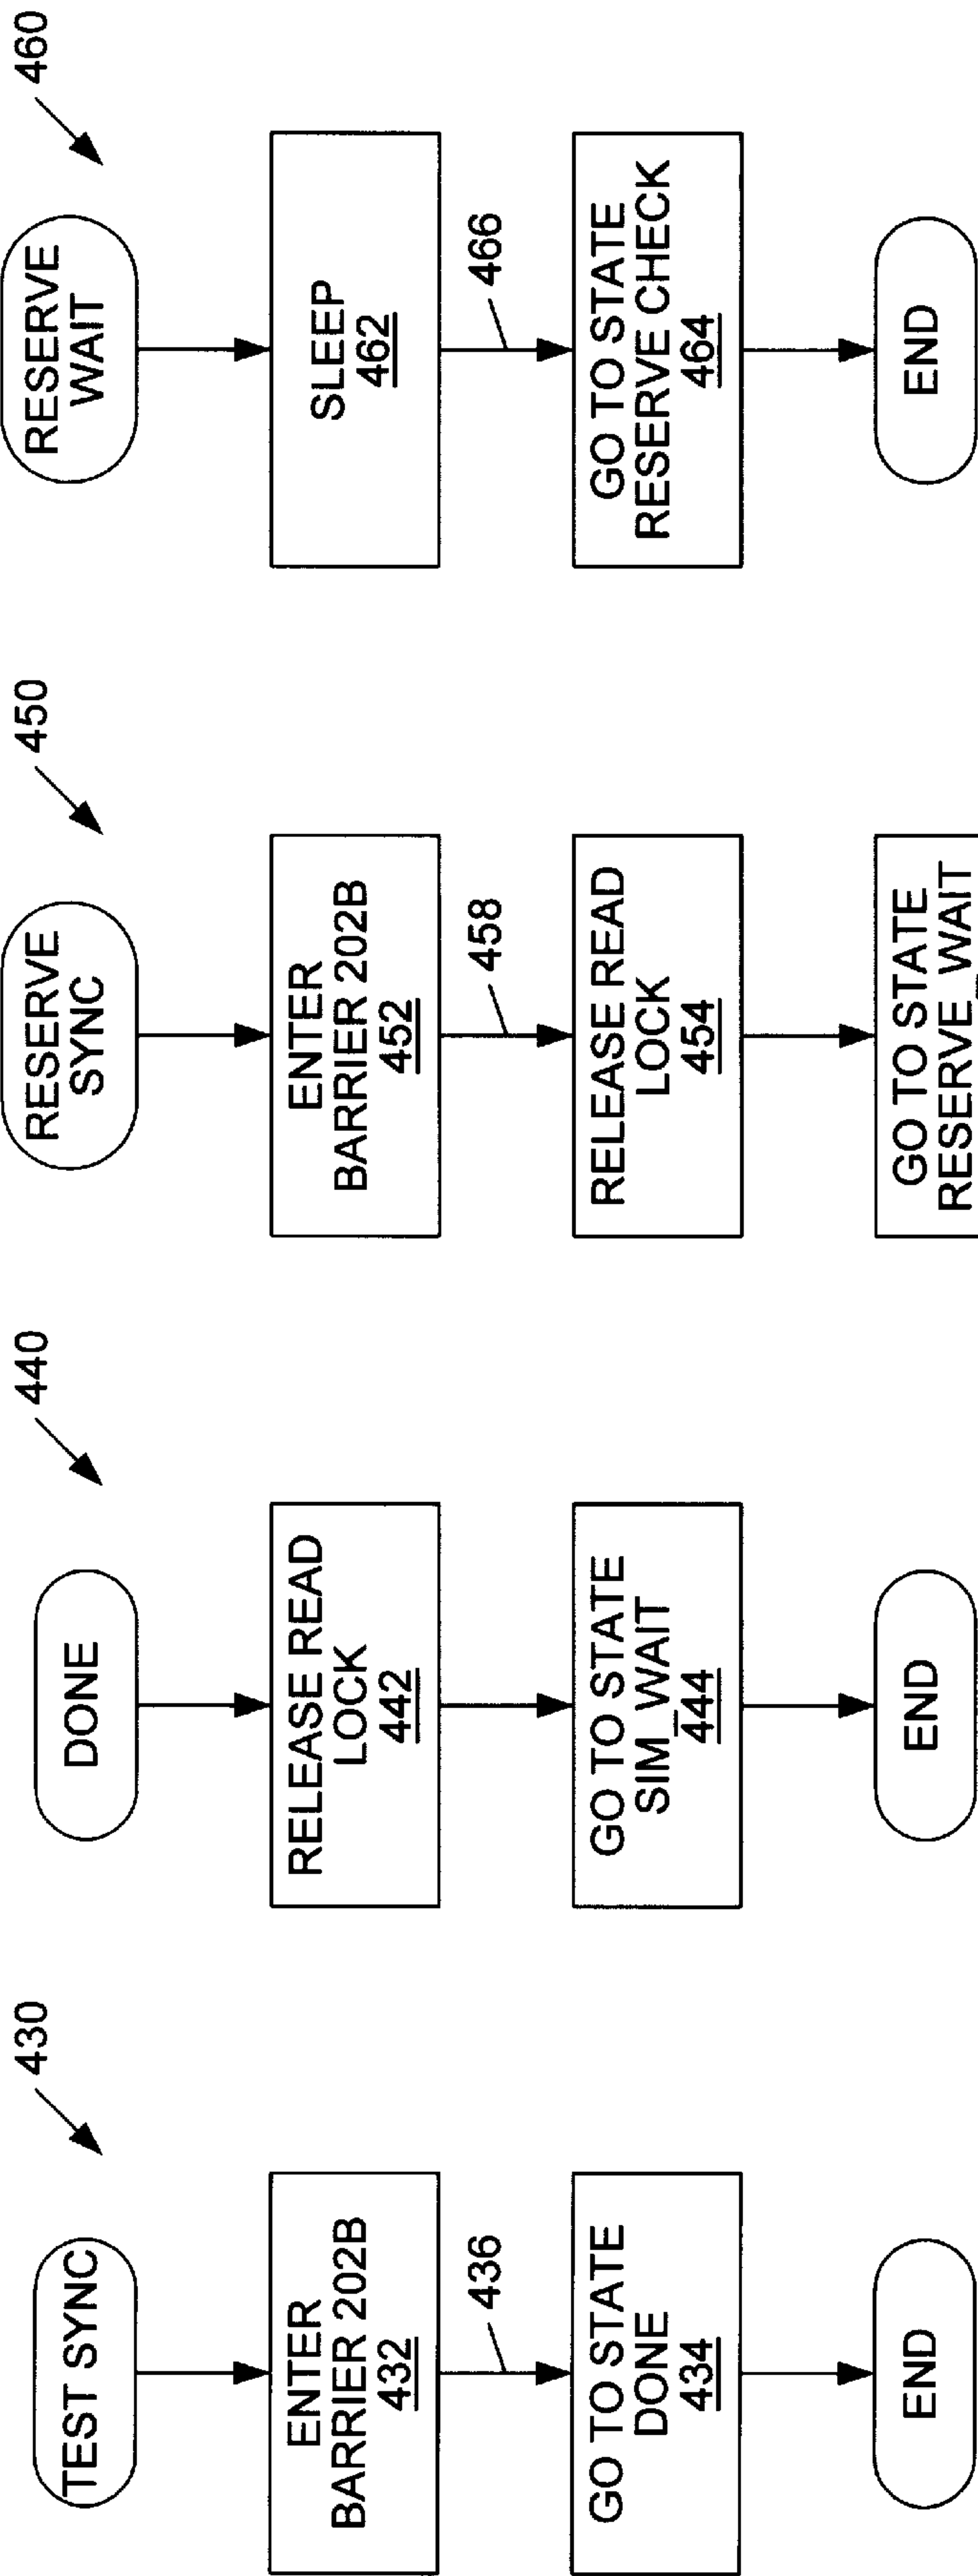 TEST SYNC
430
ENTER
BARRIER 202B
432
436
GO TO STATE
DONE
434
END
DONE
440
RELEASE READ
LOCK
442
GO TO STATE
SIM_WAIT
444
END
RESERVE
SYNC
450
ENTER
BARRIER 202B
452
458
RELEASE READ
LOCK
454
GO TO STATE
RESERVE_WAIT
RESERVE
WAIT
460
SLEEP
462
466
GO TO STATE
RESERVE CHECK
464
END